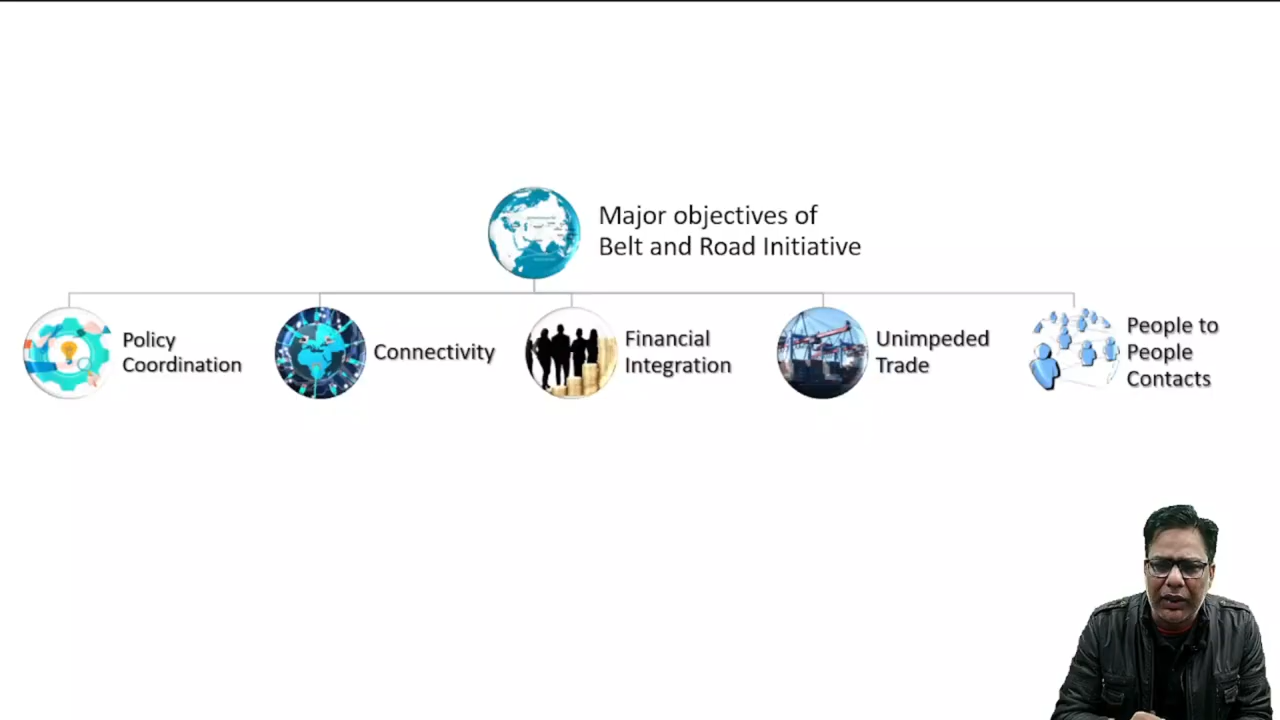 Major objectives of
Belt and Road Initiative
Policy
Coordination
Connectivity
Financial
Integration
Unimpeded
Trade
People to
People
Contacts